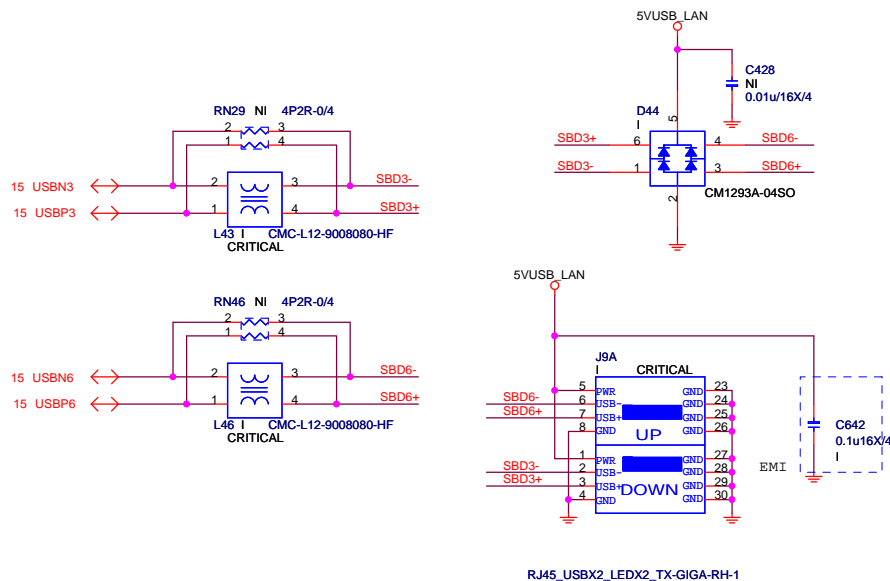 5VUSB_LAN
C428
NI
0.01u/16X/4
D44
I
5
SBD3+ 6 4 SBD6-
SBD3- 1 3 SBD6+
2
CM1293A-04SO
RN29 NI 4P2R-0/4
2 3
1 4
15 USBN3 2 3 SBD3-
15 USBP3 1 4 SBD3+
L43 I CMC-L12-9008080-HF
CRITICAL
RN46 NI 4P2R-0/4
2 3
1 4
15 USBN6 2 3 SBD6-
15 USBP6 1 4 SBD6+
L46 I CMC-L12-9008080-HF
CRITICAL
5VUSB_LAN
J9A
I CRITICAL
5 PWR GND 23
SBD6- 6 USB- GND 24
SBD6+ 7 USB+ GND 25
8 GND GND 26
UP
1 PWR GND 27
SBD3- 2 USB- GND 28
SBD3+ 3 USB+ GND 29
4 GND GND 30
DOWN
EMI
C642
0.1u16X/4
I
RJ45_USBX2_LEDX2_TX-GIGA-RH-1